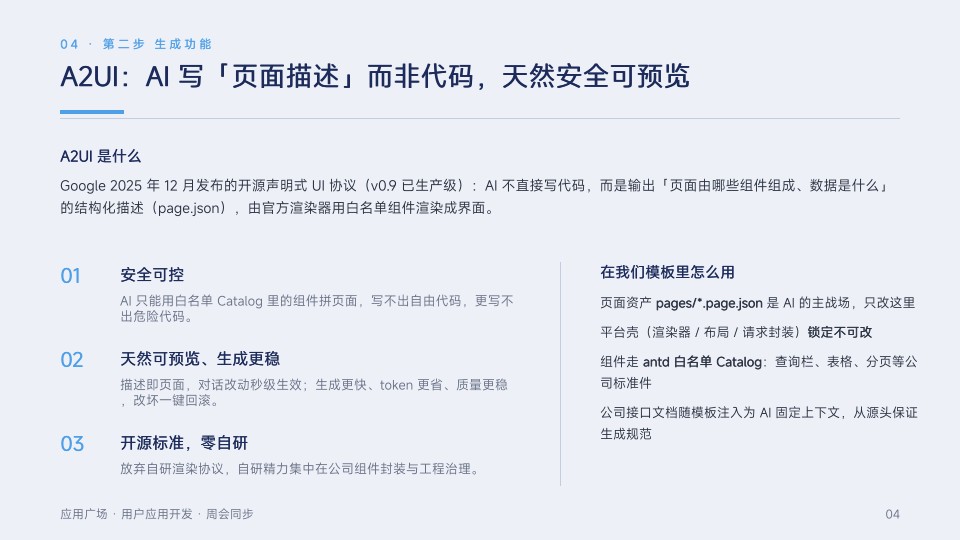 04 · 第二步 生成功能
A2UI：AI 写「页面描述」而非代码，天然安全可预览
A2UI 是什么
Google 2025 年 12 月发布的开源声明式 UI 协议（v0.9 已生产级）：AI 不直接写代码，而是输出「页面由哪些组件组成、数据是什么」
的结构化描述（page.json），由官方渲染器用白名单组件渲染成界面。
01
安全可控
AI 只能用白名单 Catalog 里的组件拼页面，写不出自由代码，更写不
出危险代码。
02
天然可预览、生成更稳
描述即页面，对话改动秒级生效；生成更快、token 更省、质量更稳
，改坏一键回滚。
03
开源标准，零自研
放弃自研渲染协议，自研精力集中在公司组件封装与工程治理。
在我们模板里怎么用
页面资产 pages/*.page.json 是 AI 的主战场，只改这里
平台壳（渲染器 / 布局 / 请求封装）锁定不可改
组件走 antd 白名单 Catalog：查询栏、表格、分页等公
司标准件
公司接口文档随模板注入为 AI 固定上下文，从源头保证
生成规范
应用广场 · 用户应用开发 · 周会同步
04